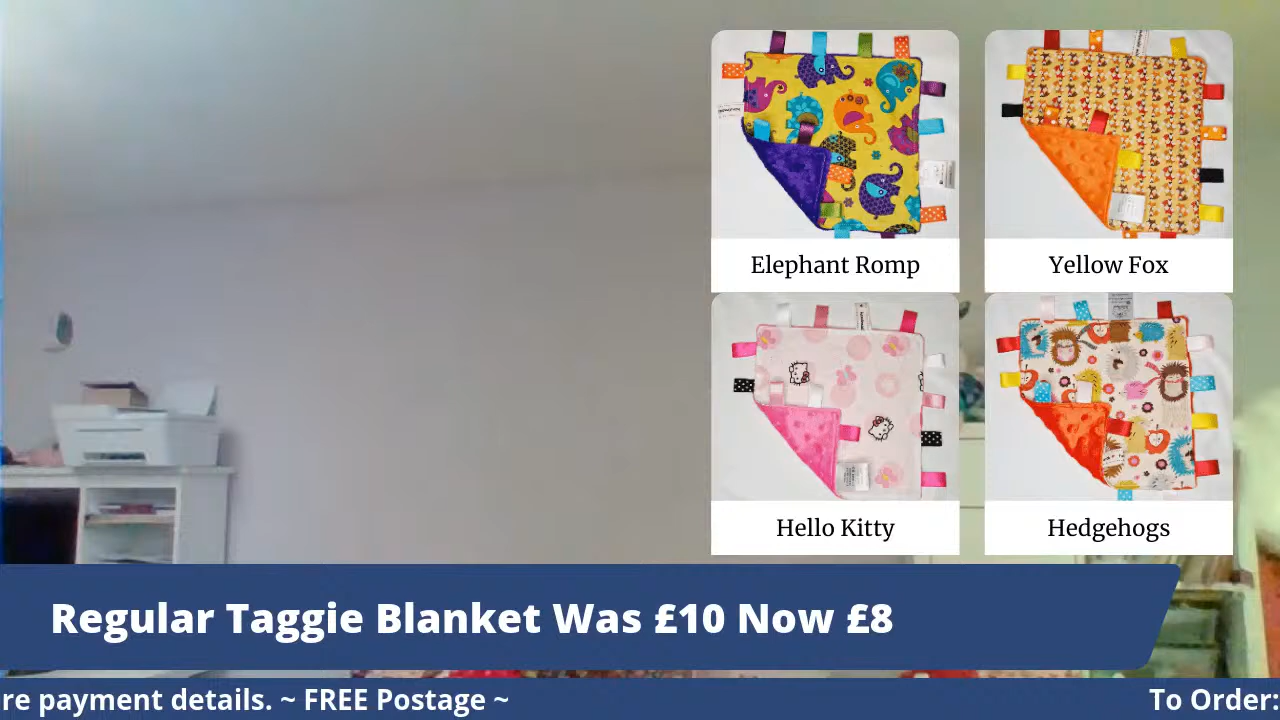 Elephant Romp
Yellow Fox
Hello Kitty
Hedgehogs
Regular Taggie Blanket Was £10 Now £8
re payment details. ~ FREE Postage ~
To Order: